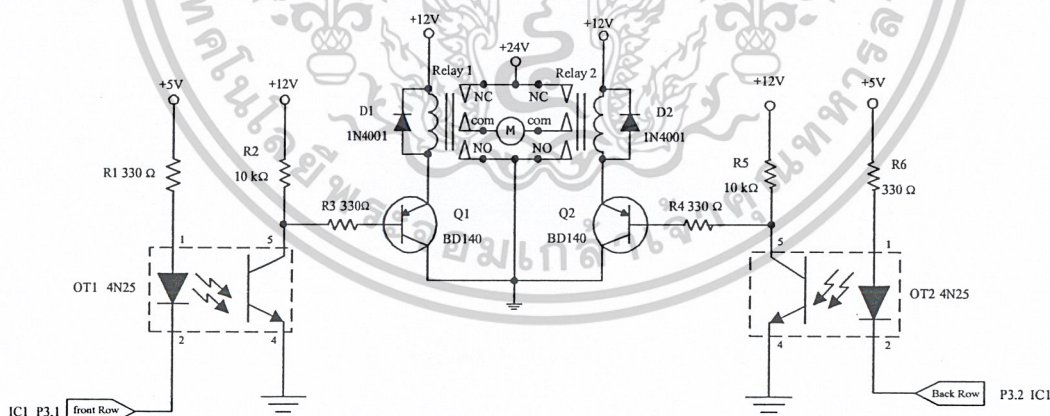 +12V
+12V
+24V
Relay 1
Relay 2
+5V
+12V
NC
NC
+12V
+5V
D1
1N4001
com
com
M
D2
1N4001
NO
NO
R2
10 kΩ
R5
10 kΩ
R6
330 Ω
R1 330 Ω
R3 330Ω
Q1
BD140
Q2
BD140
R4 330 Ω
1
5
5
1
OT1 4N25
OT2 4N25
2
4
4
2
IC1 P3.1
front Row
Back Row
P3.2 IC1